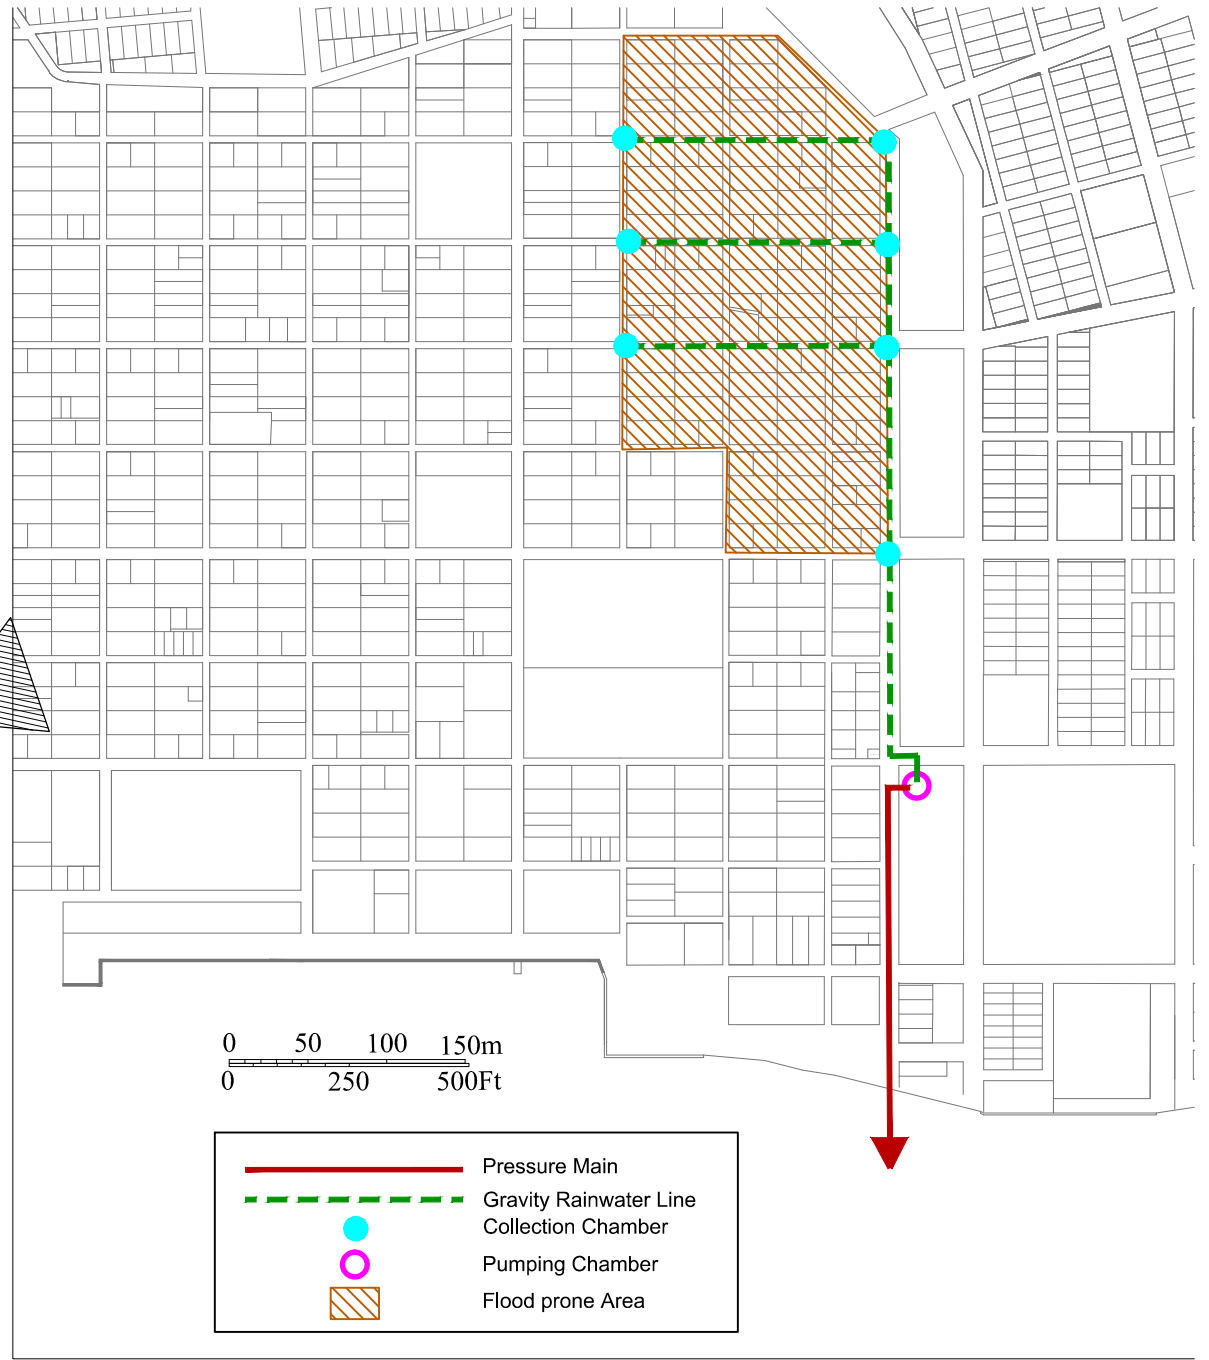 0 50 100 150m
0 250 500Ft
Pressure Main
Gravity Rainwater Line
Collection Chamber
Pumping Chamber
Flood prone Area